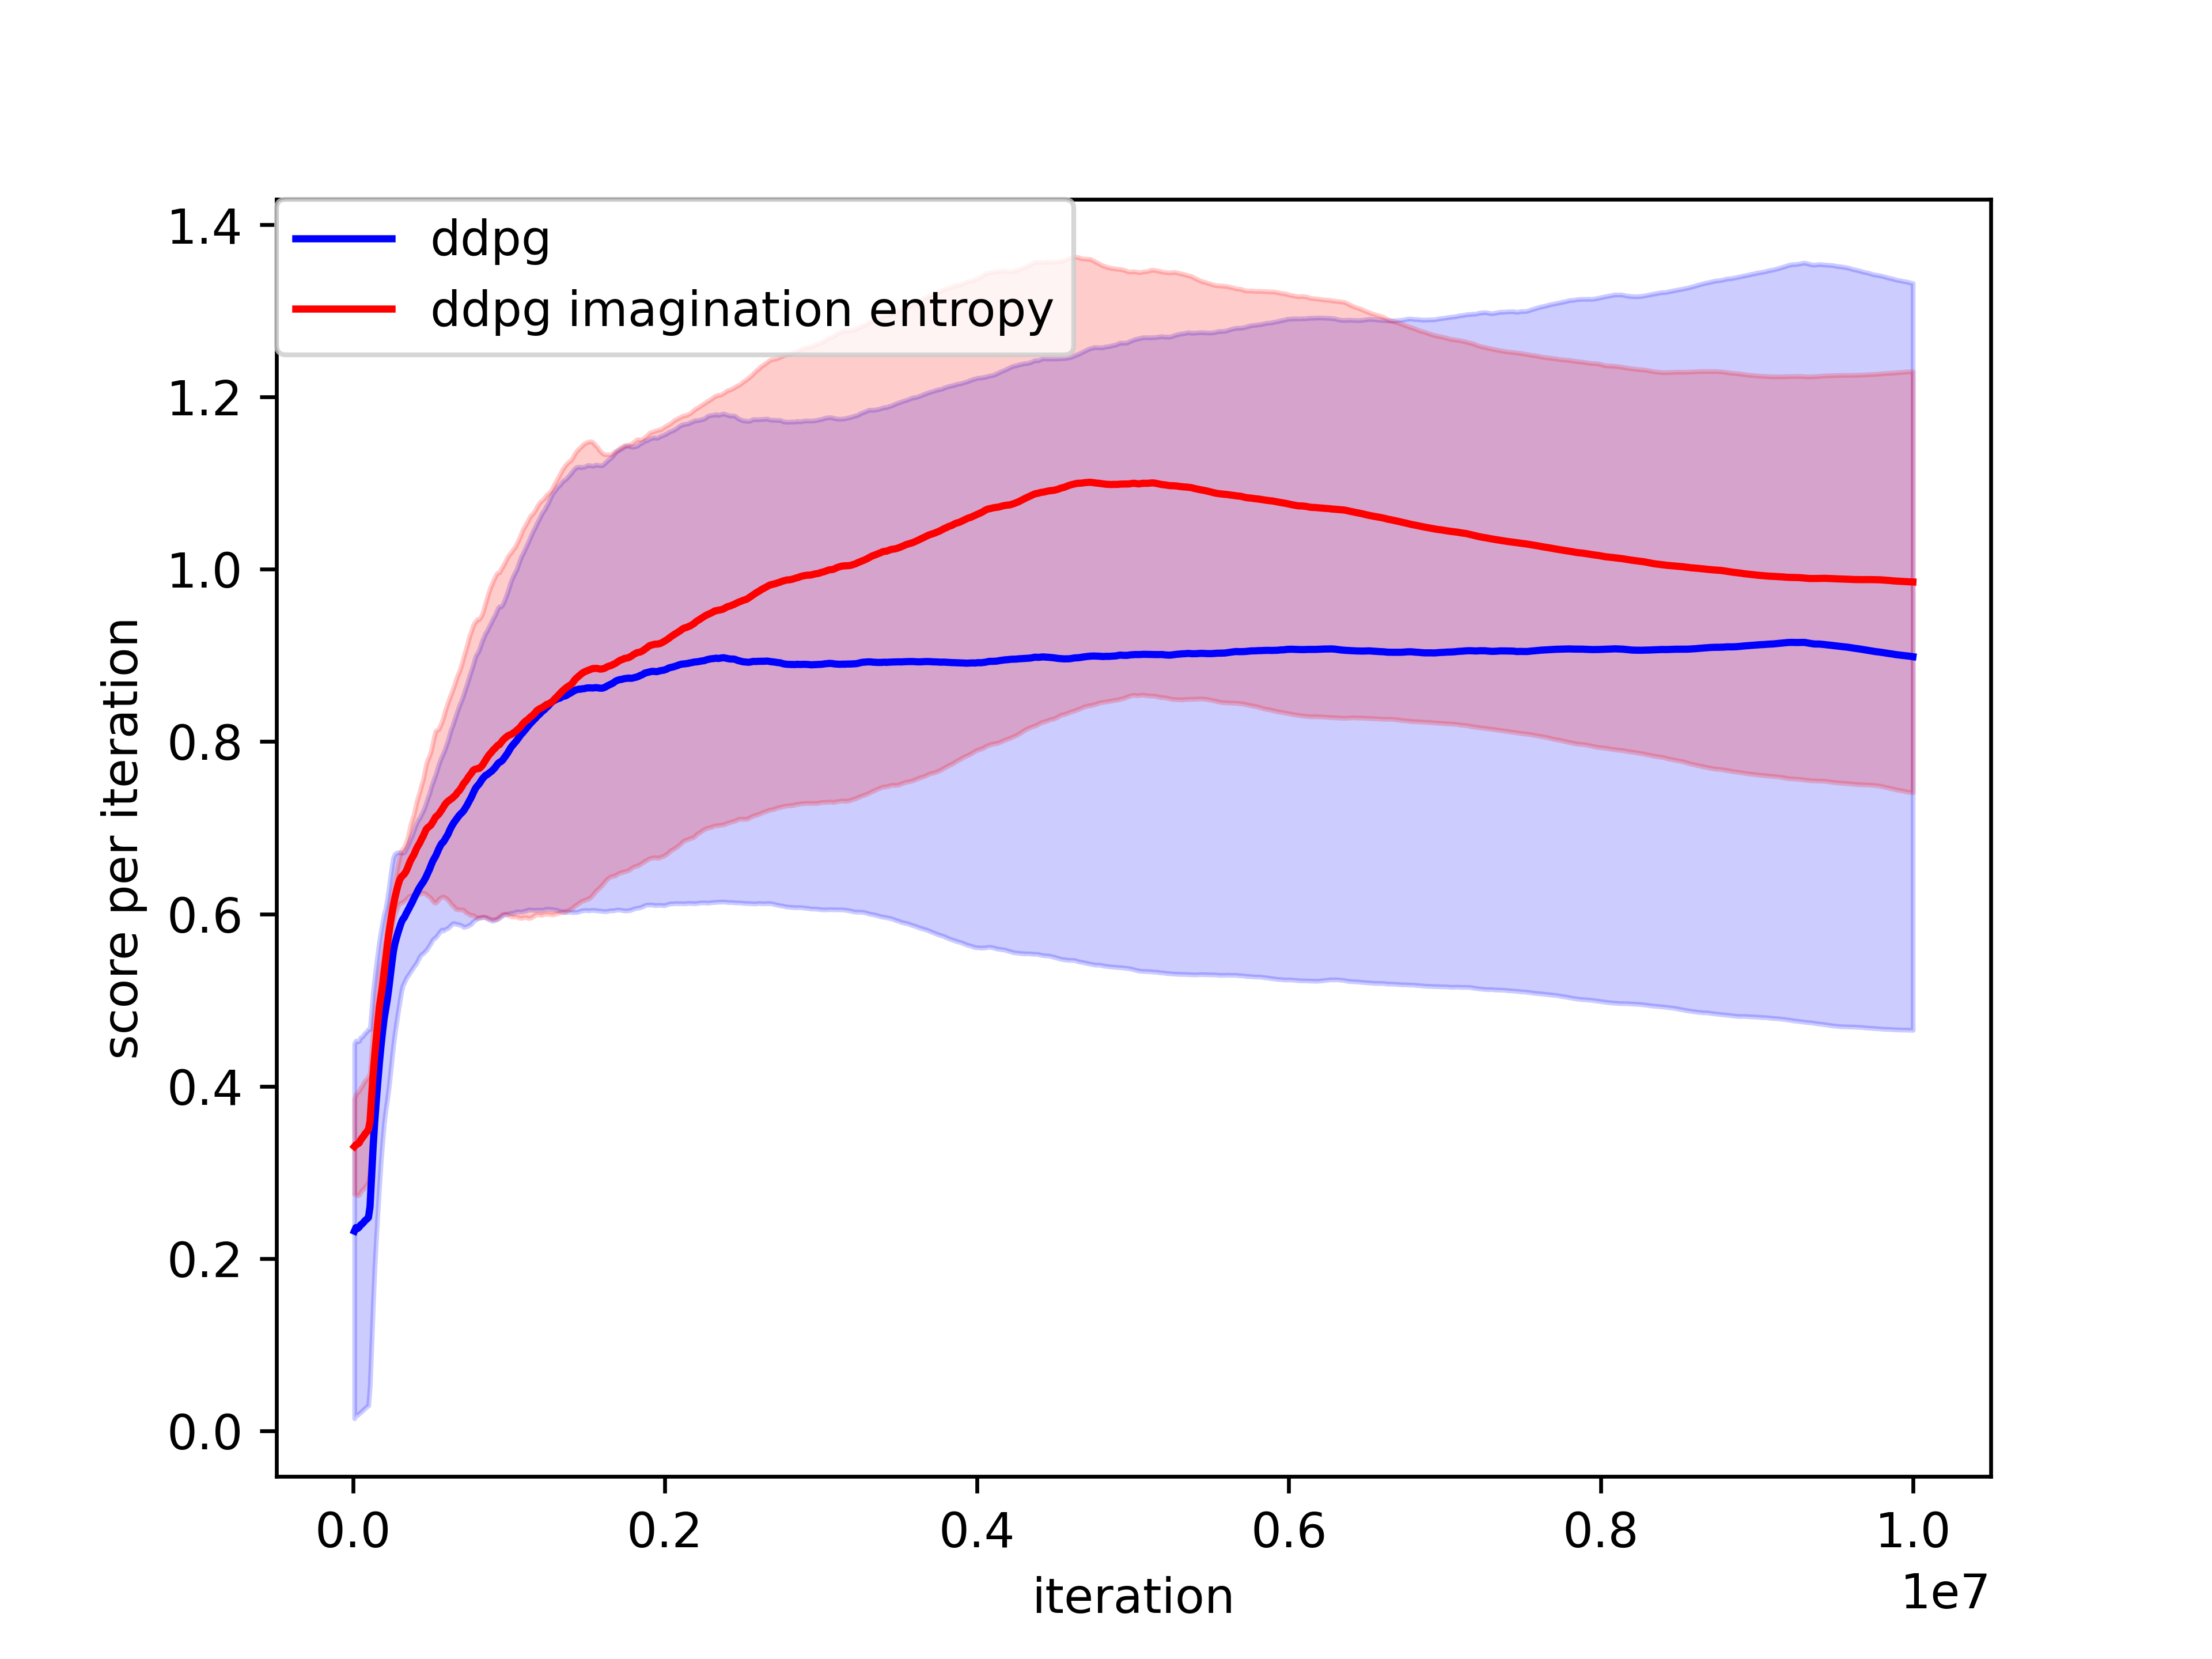 ddpg
ddpg imagination entropy
1.4
1.2
1.0
0.8
0.6
0.4
0.2
0.0
score per iteration
0.0 0.2 0.4 0.6 0.8 1.0
iteration
1e7